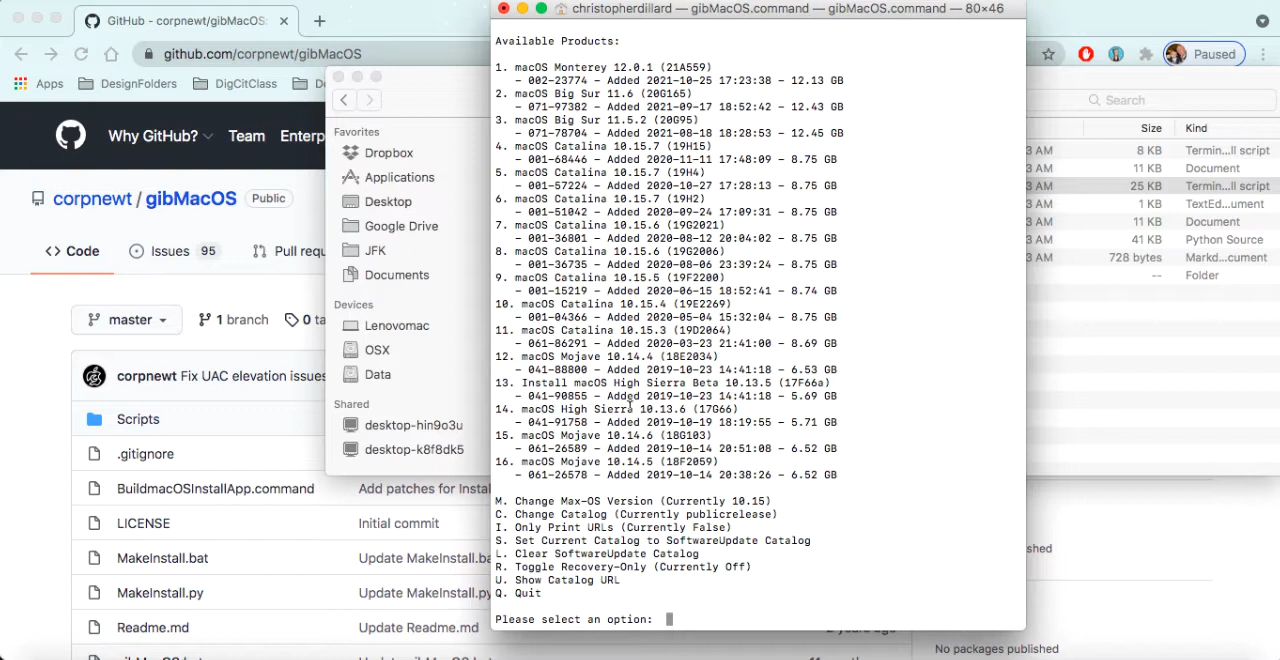 GitHub - corpnewt/gibMacOS:
github.com/corpnewt/gibMacOS
Paused
Apps
DesignFolders
DigCitClass
Why GitHub?
Team
Enterp
corpnewt / gibMacOS
Public
Code
Issues 95
Pull requ
master
1 branch
0 ta
corpnewt Fix UAC elevation issues
Scripts
.gitignore
BuildmacOSInstallApp.command
Add patches for Instal
LICENSE
Initial commit
MakeInstall.bat
Update MakeInstall.ba
MakeInstall.py
Update MakeInstall.py
Readme.md
Update Readme.md
Favorites
Dropbox
Applications
Desktop
Google Drive
JFK
Documents
Devices
Lenovomac
OSX
Data
Shared
desktop-hin9o3u
desktop-k8f8dk5
christopherdillard — gibMacOS.command — gibMacOS.command — 80×46
Available Products:
1. macOS Monterey 12.0.1 (21A559)
- 002-23774 - Added 2021-10-25 17:23:38 - 12.13 GB
2. macOS Big Sur 11.6 (20G165)
- 071-97382 - Added 2021-09-17 18:52:42 - 12.43 GB
3. macOS Big Sur 11.5.2 (20G95)
- 071-78704 - Added 2021-08-18 18:28:53 - 12.45 GB
4. macOS Catalina 10.15.7 (19H15)
- 001-68446 - Added 2020-11-11 17:48:09 - 8.75 GB
5. macOS Catalina 10.15.7 (19H4)
- 001-57224 - Added 2020-10-27 17:28:13 - 8.75 GB
6. macOS Catalina 10.15.7 (19H2)
- 001-51042 - Added 2020-09-24 17:09:31 - 8.75 GB
7. macOS Catalina 10.15.6 (19G2021)
- 001-36801 - Added 2020-08-12 20:04:02 - 8.75 GB
8. macOS Catalina 10.15.6 (19G2006)
- 001-36735 - Added 2020-08-06 23:39:24 - 8.75 GB
9. macOS Catalina 10.15.5 (19F2200)
- 001-15219 - Added 2020-06-15 18:52:41 - 8.74 GB
10. macOS Catalina 10.15.4 (19E2269)
- 001-04366 - Added 2020-05-04 15:32:04 - 8.75 GB
11. macOS Catalina 10.15.3 (19D2064)
- 061-86291 - Added 2020-03-23 21:41:00 - 8.69 GB
12. macOS Mojave 10.14.4 (18E2034)
- 041-88800 - Added 2019-10-23 14:41:18 - 6.53 GB
13. Install macOS High Sierra Beta 10.13.5 (17F66a)
- 041-90855 - Added 2019-10-23 14:41:18 - 5.69 GB
14. macOS High Sierra 10.13.6 (17G66)
- 041-91758 - Added 2019-10-19 18:19:55 - 5.71 GB
15. macOS Mojave 10.14.6 (18G103)
- 061-26589 - Added 2019-10-14 20:51:08 - 6.52 GB
16. macOS Mojave 10.14.5 (18F2059)
- 061-26578 - Added 2019-10-14 20:38:26 - 6.52 GB
M. Change Max-OS Version (Currently 10.15)
C. Change Catalog (Currently publicrelease)
I. Only Print URLs (Currently False)
S. Set Current Catalog to SoftwareUpdate Catalog
L. Clear SoftwareUpdate Catalog
R. Toggle Recovery-Only (Currently Off)
U. Show Catalog URL
Q. Quit
Please select an option:
Search
Size Kind
3 AM 8 KB Termin...ll script
3 AM 11 KB Document
3 AM 25 KB Termin...ll script
3 AM 1 KB TextEd...ument
3 AM 11 KB Document
3 AM 41 KB Python Source
3 AM 728 bytes Markd...cument
-- Folder
shed
No packages published